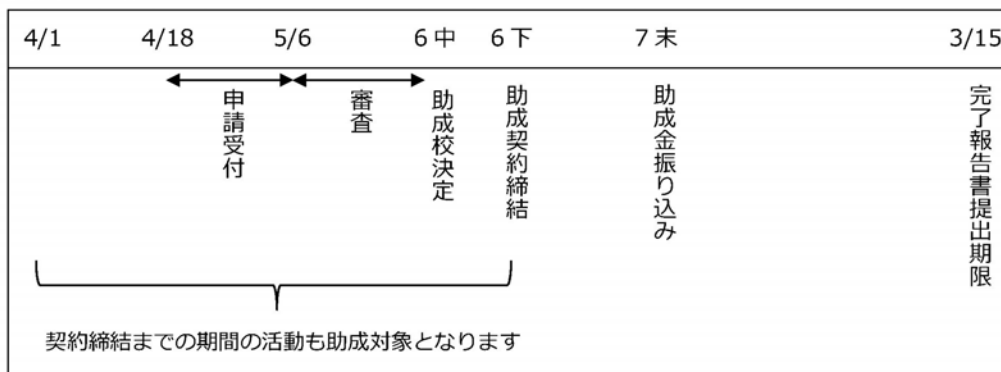 4/1 4/18 5/6 6中 6下 7末 3/15
申請受付
審査
助成校決定
助成契約締結
助成金振り込み
完了報告書提出期限
契約締結までの期間の活動も助成対象となります